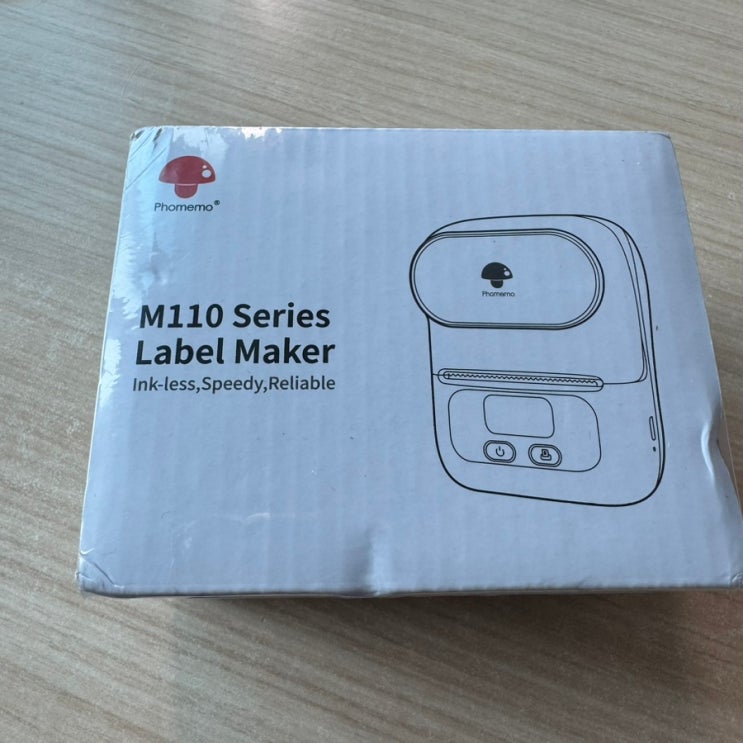 Phomemo®
M110 Series
Label Maker
Ink-less,Speedy,Reliable
Phomemo